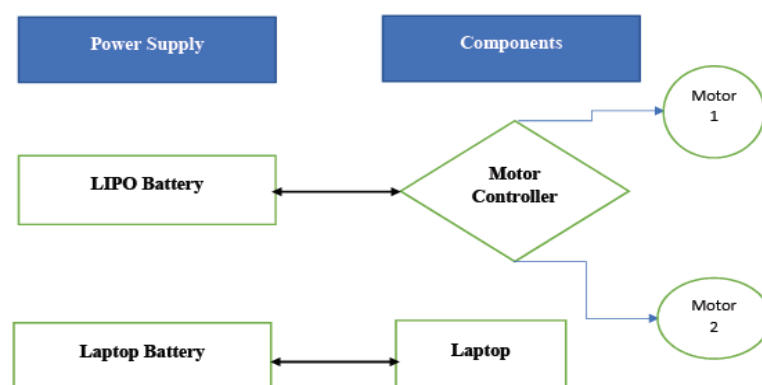 Power Supply
Components
Motor
1
LIPO Battery
Motor
Controller
Motor
2
Laptop Battery
Laptop